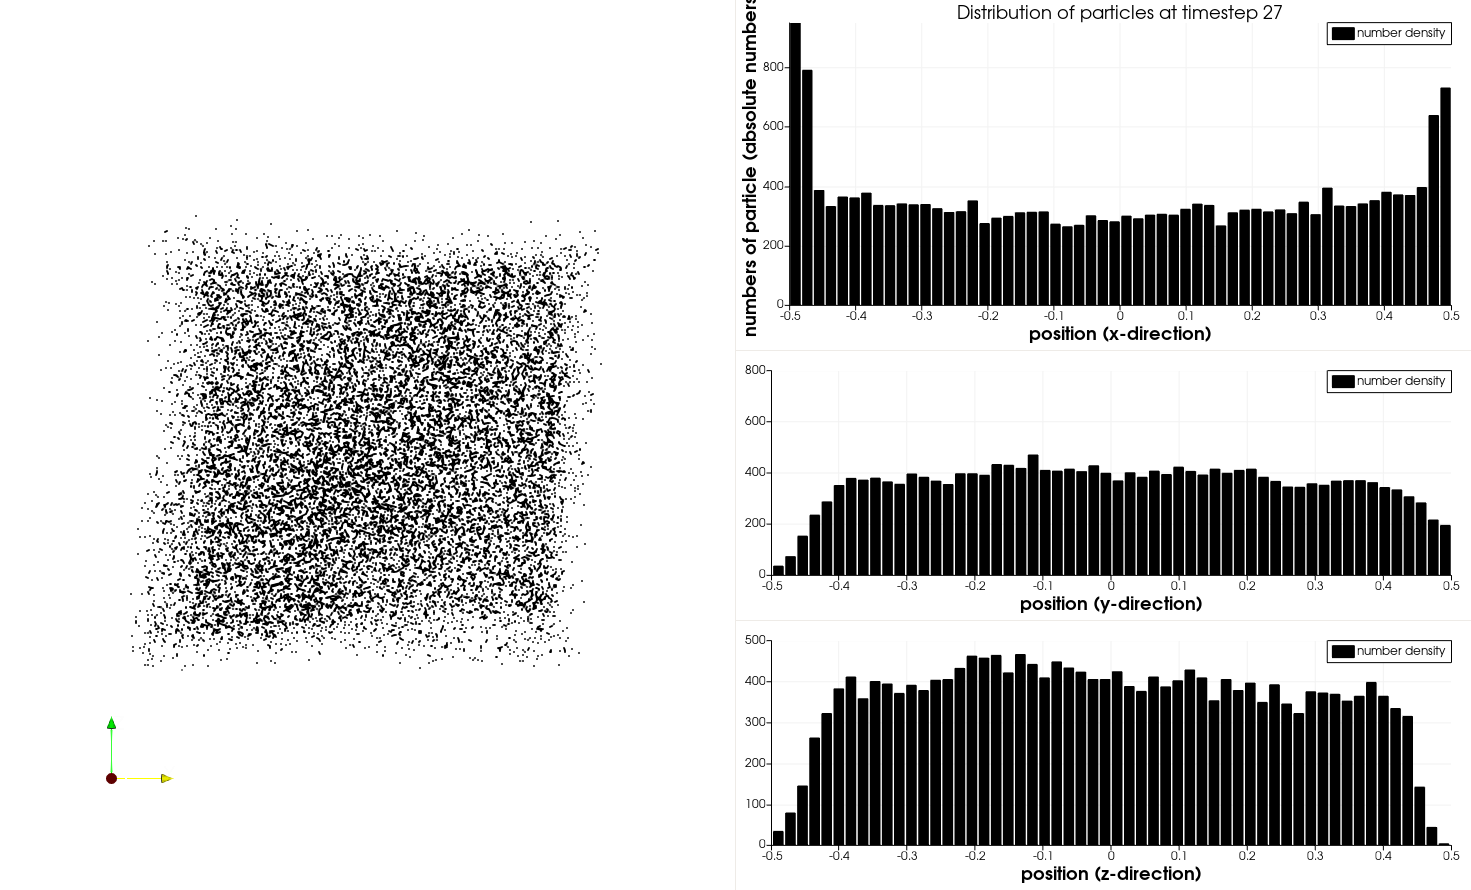 Distribution of particles at timestep 27
numbers of particle (absolute numbers
number density
800
600
400
200
0
-0.5 -0.4 -0.3 -0.2 -0.1 0 0.1 0.2 0.3 0.4 0.5
position (x-direction)
number density
800
600
400
200
0
-0.5 -0.4 -0.3 -0.2 -0.1 0 0.1 0.2 0.3 0.4 0.5
position (y-direction)
number density
500
400
300
200
100
0
-0.5 -0.4 -0.3 -0.2 -0.1 0 0.1 0.2 0.3 0.4 0.5
position (z-direction)